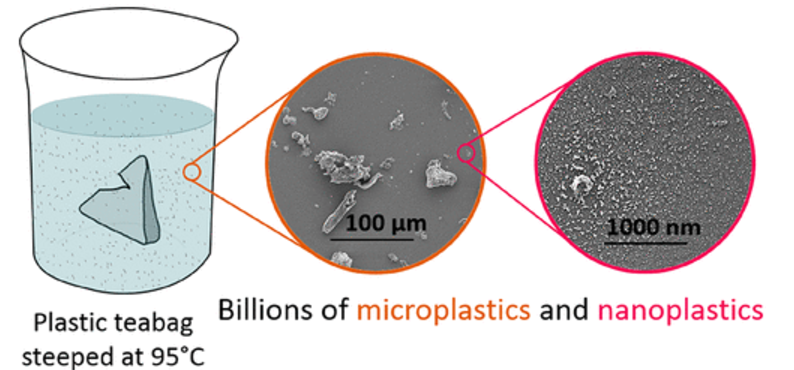 100 µm
1000 nm
Plastic teabag
steeped at 95°C
Billions of microplastics and nanoplastics